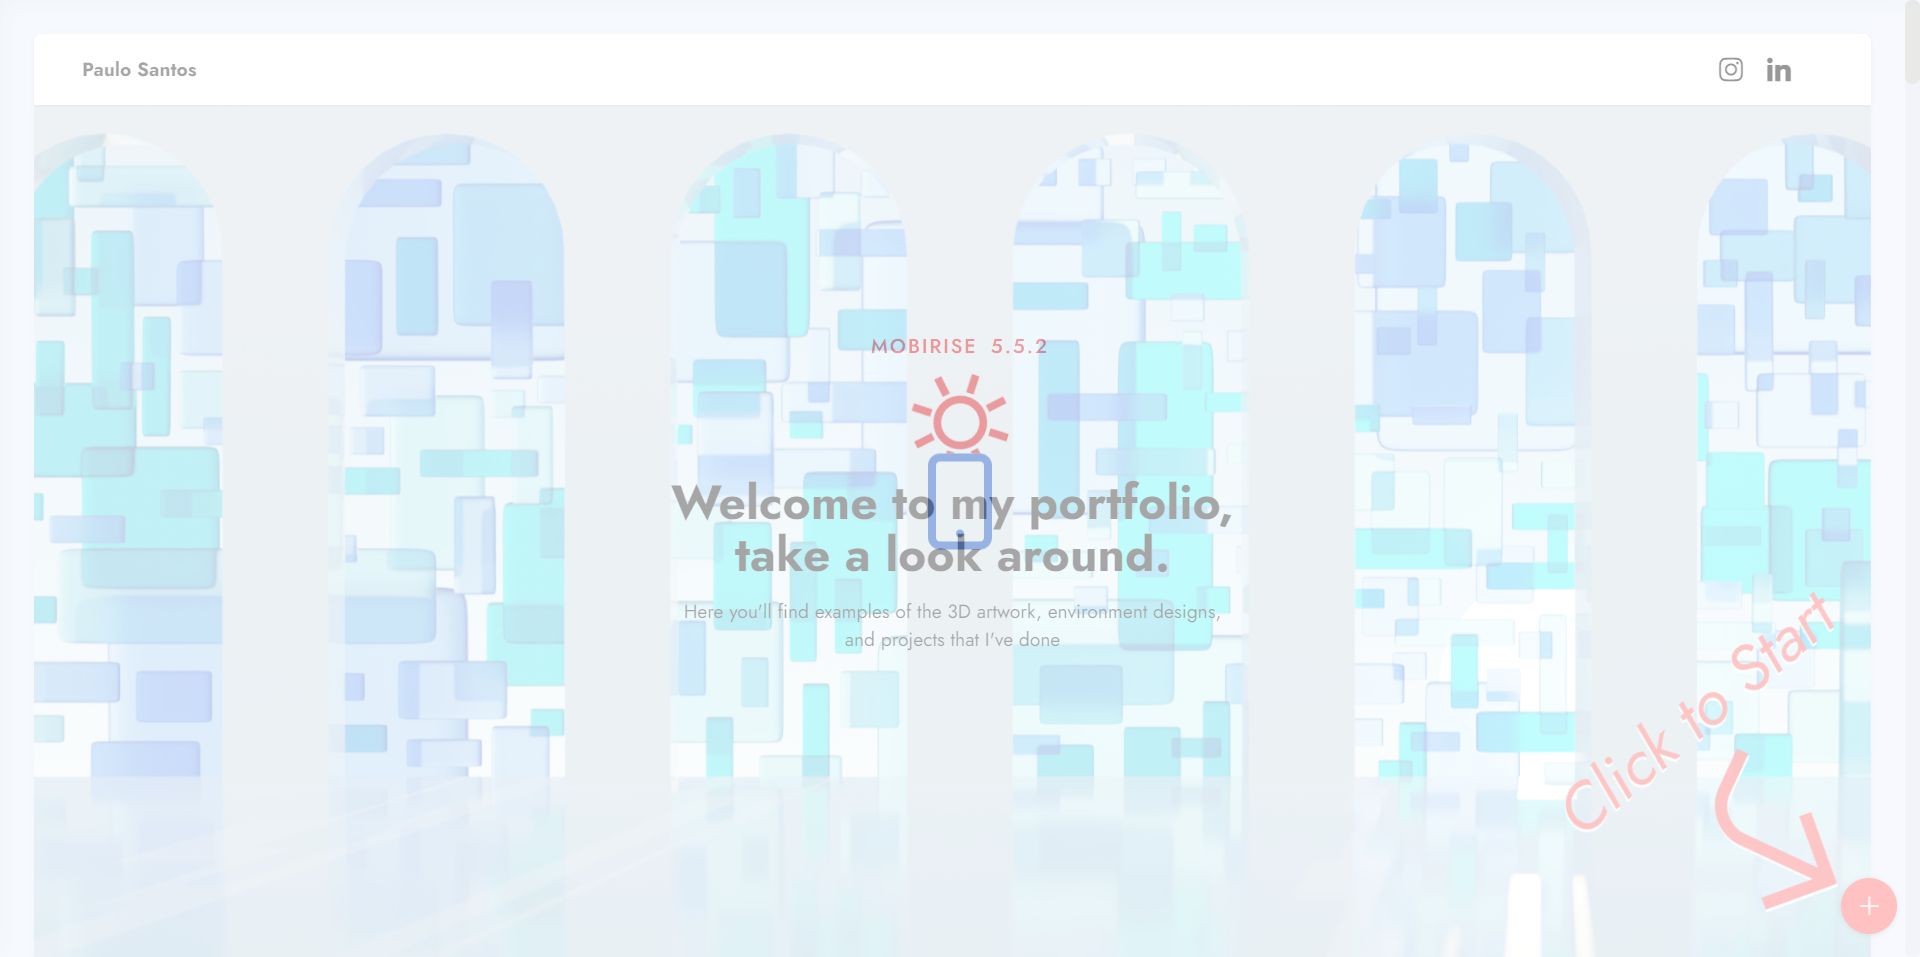 Paulo Santos
MOBIRISE 5.5.2
Welcome to my portfolio,
take a look around.
Here you'll find examples of the 3D artwork, environment designs,
and projects that I've done
Click to Start